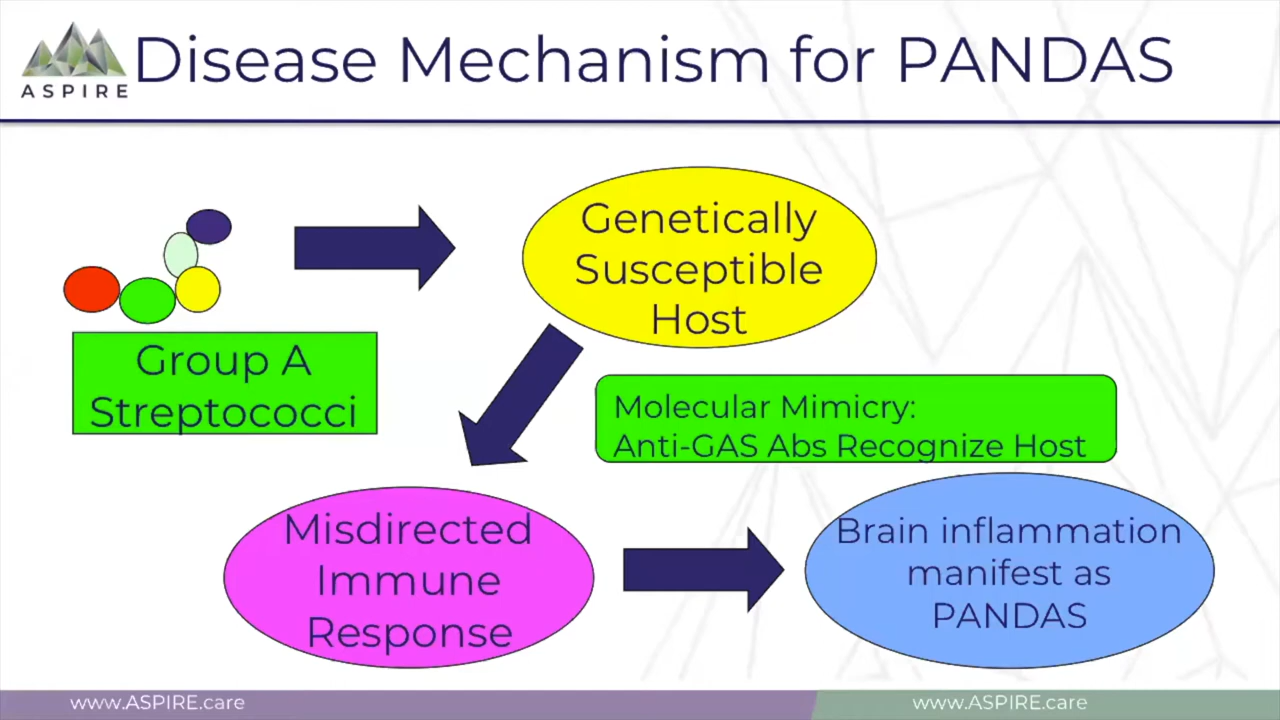 Disease Mechanism for PANDAS
ASPIRE
Genetically
Susceptible
Host
Group A
Streptococci
Molecular Mimicry:
Anti-GAS Abs Recognize Host
Misdirected
Immune
Response
Brain inflammation
manifest as
PANDAS
www.ASPIRE.care
www.ASPIRE.care